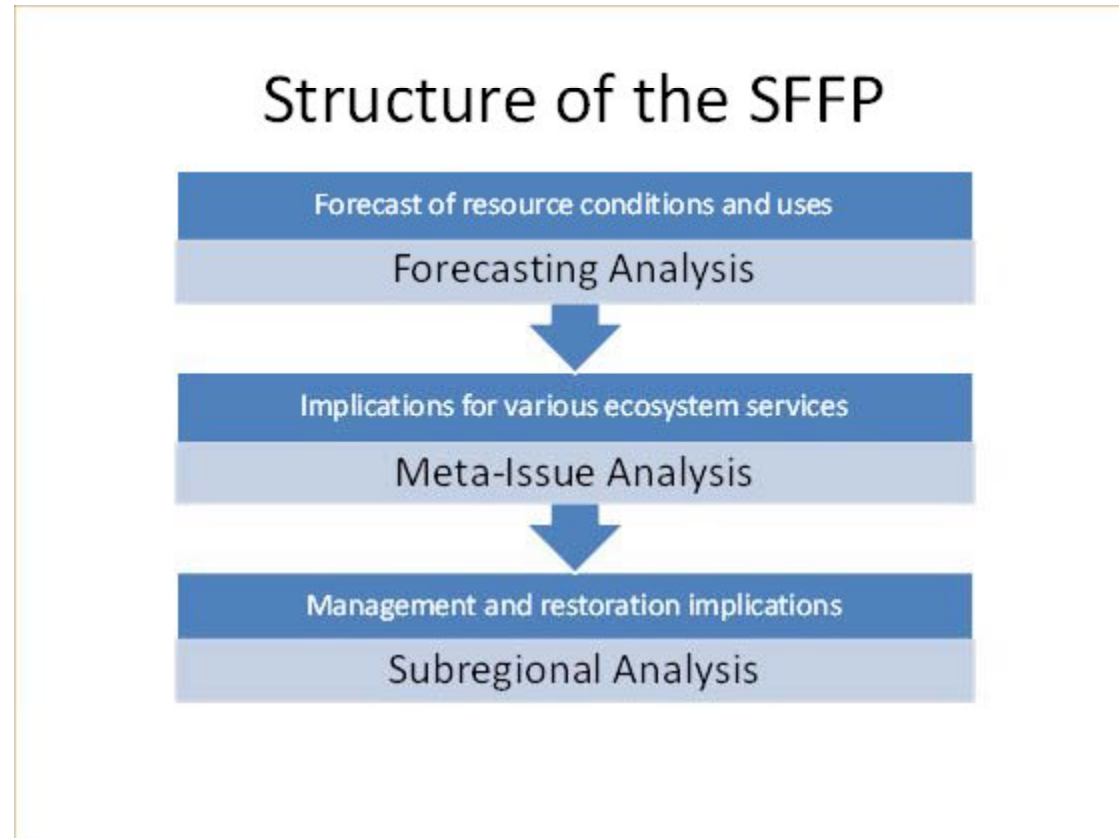 Structure of the SFFP
Forecast of resource conditions and uses
Forecasting Analysis
Implications for various ecosystem services
Meta-Issue Analysis
Management and restoration implications
Subregional Analysis